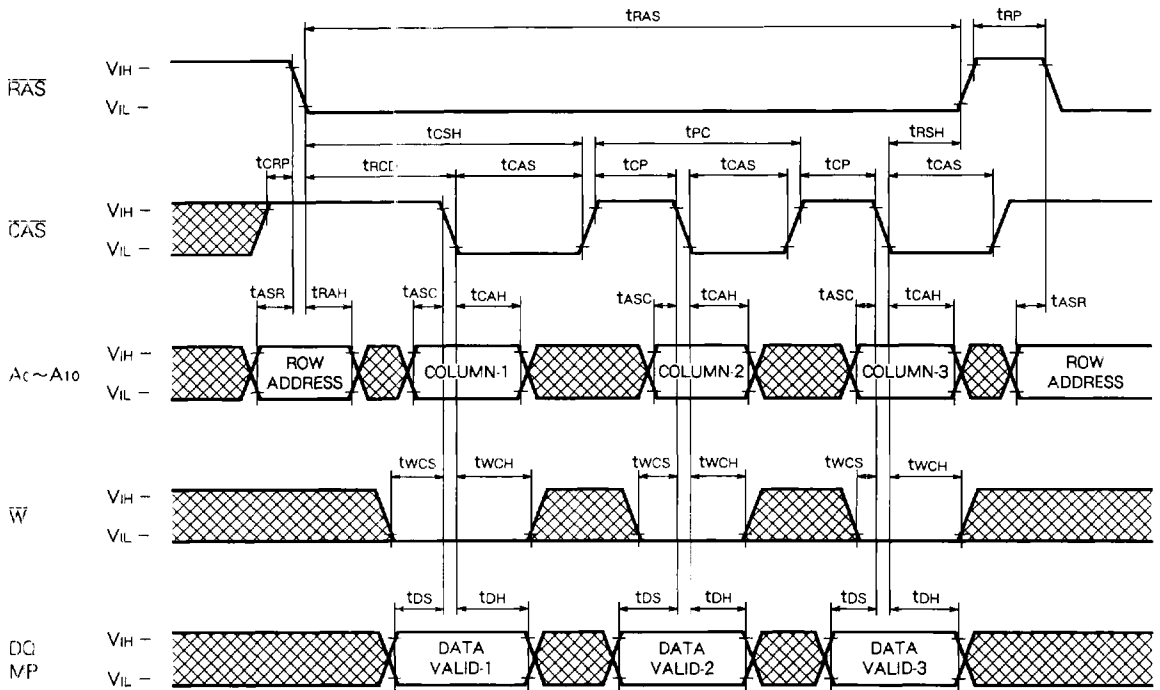 tRAS tRP
RAS VIH
VIL
tCSH tPC tRSH
tCRP tRCD tCAS tCP tCAS tCP tCAS
CAS VIH
VIL
tASR tRAH tASC tCAH tASC tCAH tASC tCAH tASR
A0~A10 VIH
VIL
ROW
ADDRESS
COLUMN-1
COLUMN-2
COLUMN-3
ROW
ADDRESS
tWCS tWCH tWCS tWCH tWCS tWCH
W VIH
VIL
tDS tDH tDS tDH tDS tDH
DQ
MP
VIH
VIL
DATA
VALID-1
DATA
VALID-2
DATA
VALID-3